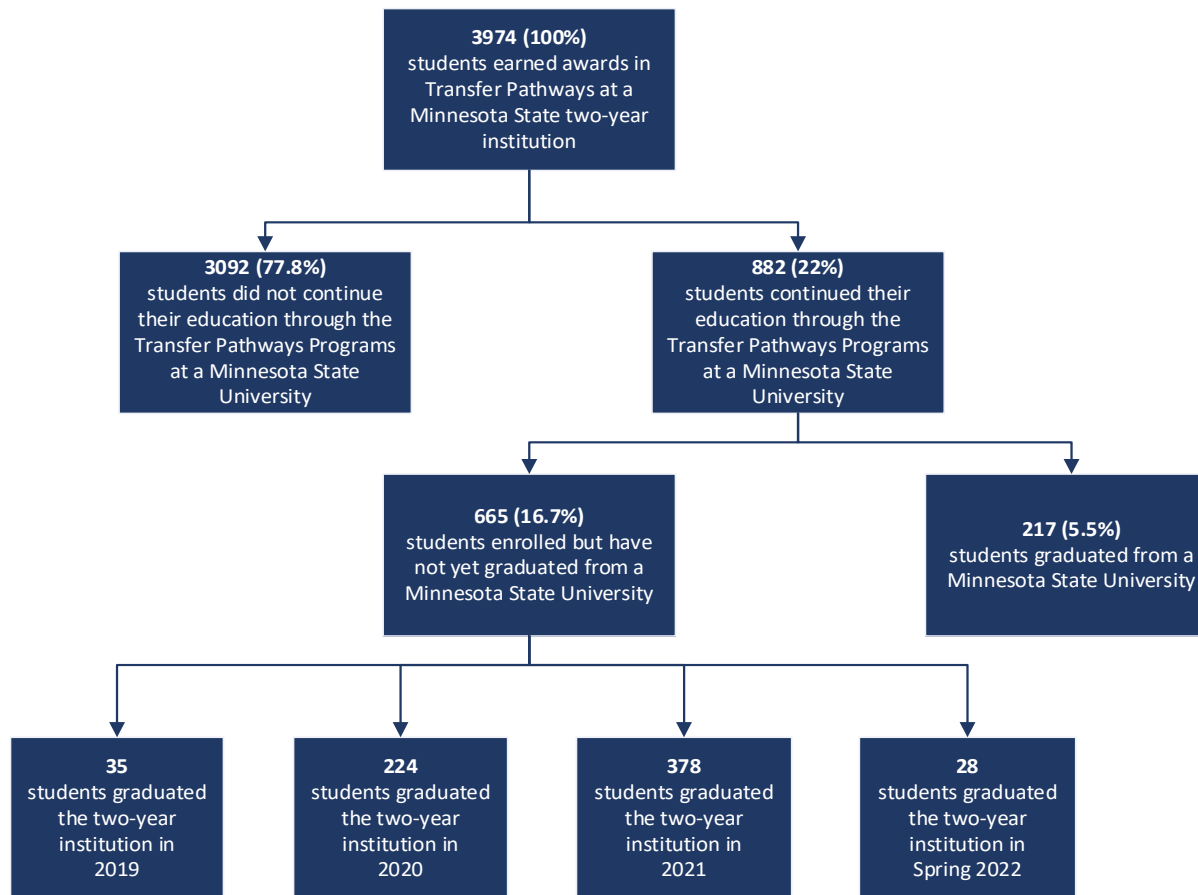 3974 (100%)
students earned awards in
Transfer Pathways at a
Minnesota State two-year
institution
3092 (77.8%)
students did not continue
their education through the
Transfer Pathways Programs
at a Minnesota State
University
882 (22%)
students continued their
education through the
Transfer Pathways Programs
at a Minnesota State
University
665 (16.7%)
students enrolled but have
not yet graduated from a
Minnesota State University
217 (5.5%)
students graduated from a
Minnesota State University
35
students graduated
the two-year
institution in
2019
224
students graduated
the two-year
institution in
2020
378
students graduated
the two-year
institution in
2021
28
students graduated
the two-year
institution in
Spring 2022